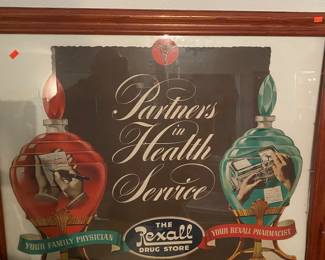 Partners
in
Health
Service
YOUR FAMILY PHYSICIAN
THE
Rexall
DRUG STORE
YOUR REXALL PHARMACIST